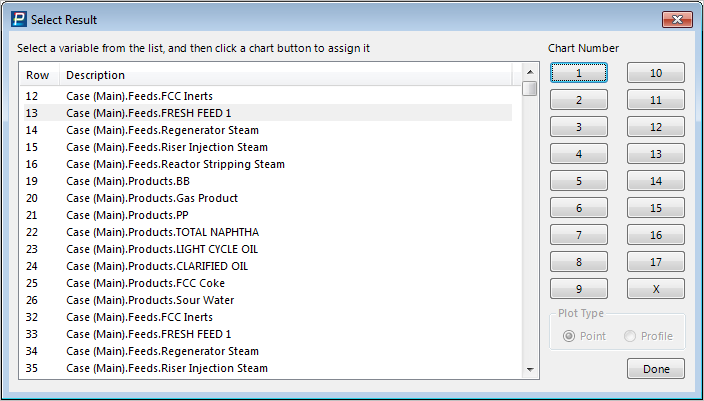 P Select Result
Select a variable from the list, and then click a chart button to assign it
Chart Number
Row Description
12 Case (Main).Feeds.FCC Inerts
13 Case (Main).Feeds.FRESH FEED 1
14 Case (Main).Feeds.Regenerator Steam
15 Case (Main).Feeds.Riser Injection Steam
16 Case (Main).Feeds.Reactor Stripping Steam
19 Case (Main).Products.BB
20 Case (Main).Products.Gas Product
21 Case (Main).Products.PP
22 Case (Main).Products.TOTAL NAPHTHA
23 Case (Main).Products.LIGHT CYCLE OIL
24 Case (Main).Products.CLARIFIED OIL
25 Case (Main).Products.FCC Coke
26 Case (Main).Products.Sour Water
32 Case (Main).Feeds.FCC Inerts
33 Case (Main).Feeds.FRESH FEED 1
34 Case (Main).Feeds.Regenerator Steam
35 Case (Main).Feeds.Riser Injection Steam
1 10
2 11
3 12
4 13
5 14
6 15
7 16
8 17
9 X
Plot Type
Point Profile
Done